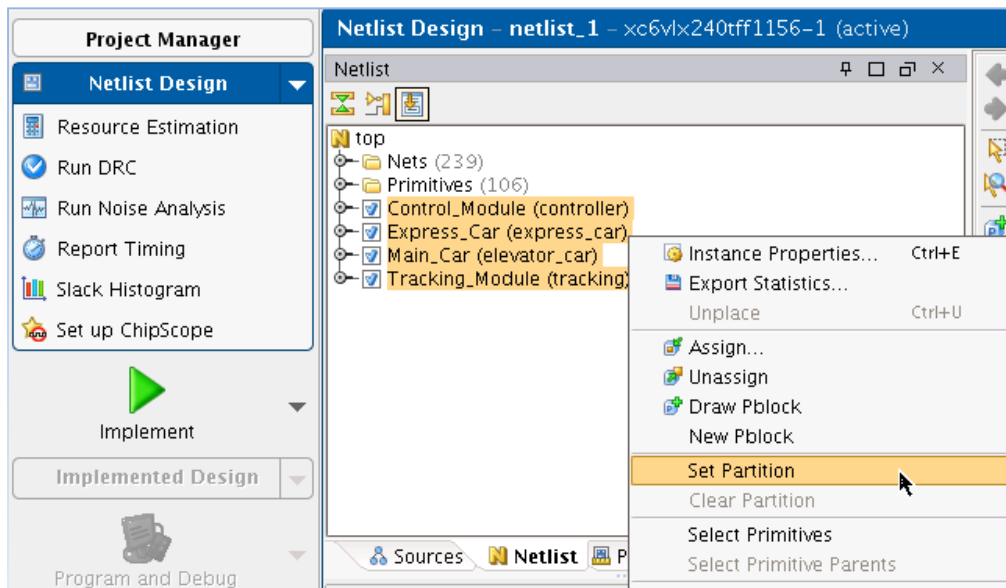 Project Manager
Netlist Design
Resource Estimation
Run DRC
Run Noise Analysis
Report Timing
Slack Histogram
Set up ChipScope
Implement
Implemented Design
Program and Debug
Netlist Design – netlist_1 – xc6vlx240tff1156–1 (active)
Netlist
top
Nets (239)
Primitives (106)
Control_Module (controller)
Express_Car (express_car)
Main_Car (elevator_car)
Tracking_Module (tracking)
Sources
Netlist
P
Instance Properties... Ctrl+E
Export Statistics...
Unplace Ctrl+U
Assign...
Unassign
Draw Pblock
New Pblock
Set Partition
Clear Partition
Select Primitives
Select Primitive Parents